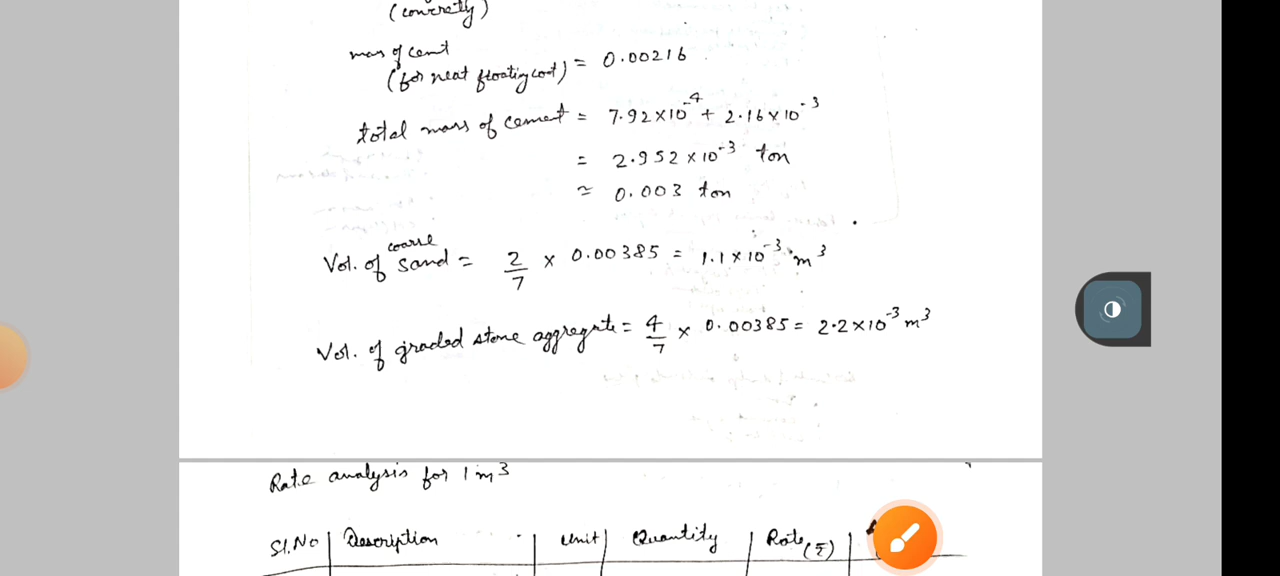 (concretly)
mas of cemt
(for neat floating coat) = 0.00216
total mass of cement = 7.92×10⁻⁴ + 2.16×10⁻³
= 2.952×10⁻³ ton
≈ 0.003 ton
Vol. of coarse sand = 2/7 × 0.00385 = 1.1×10⁻³ m³
Vol. of graded stone aggregate = 4/7 × 0.00385 = 2.2×10⁻³ m³
Rate analysis for 1 m³
Sl.No Description Unit Quantity Rate (₹)